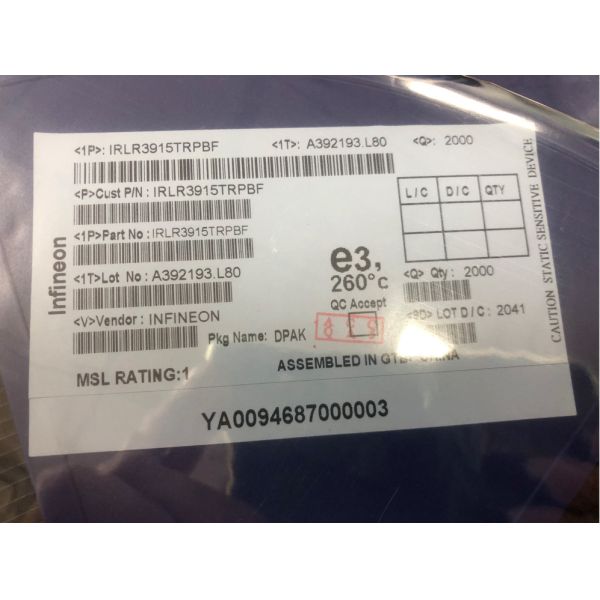 <1P>: IRLR3915TRPBF <1T>: A392193.L80 <Q>: 2000
<P>Cust P/N : IRLR3915TRPBF
<1P>Part No : IRLR3915TRPBF
<1T>Lot No : A392193.L80
<V>Vendor : INFINEON
Pkg Name: DPAK
MSL RATING:1
Infineon
e3,
260°c
QC Accept
L/C D/C QTY
<Q> Qty : 2000
<9D> LOT D/C : 2041
ASSEMBLED IN CHINA
CAUTION STATIC SENSITIVE DEVICE
YA0094687000003